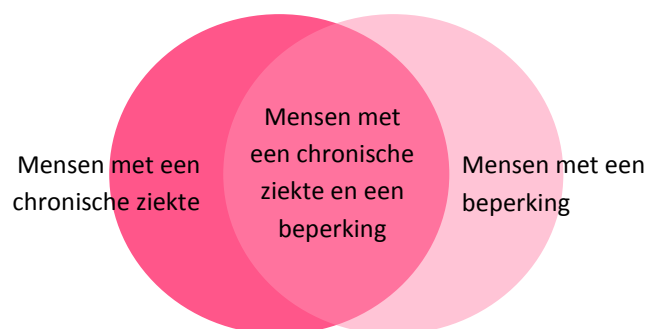 Mensen met een
chronische ziekte
Mensen met
een chronische
ziekte en een
beperking
Mensen met een
beperking